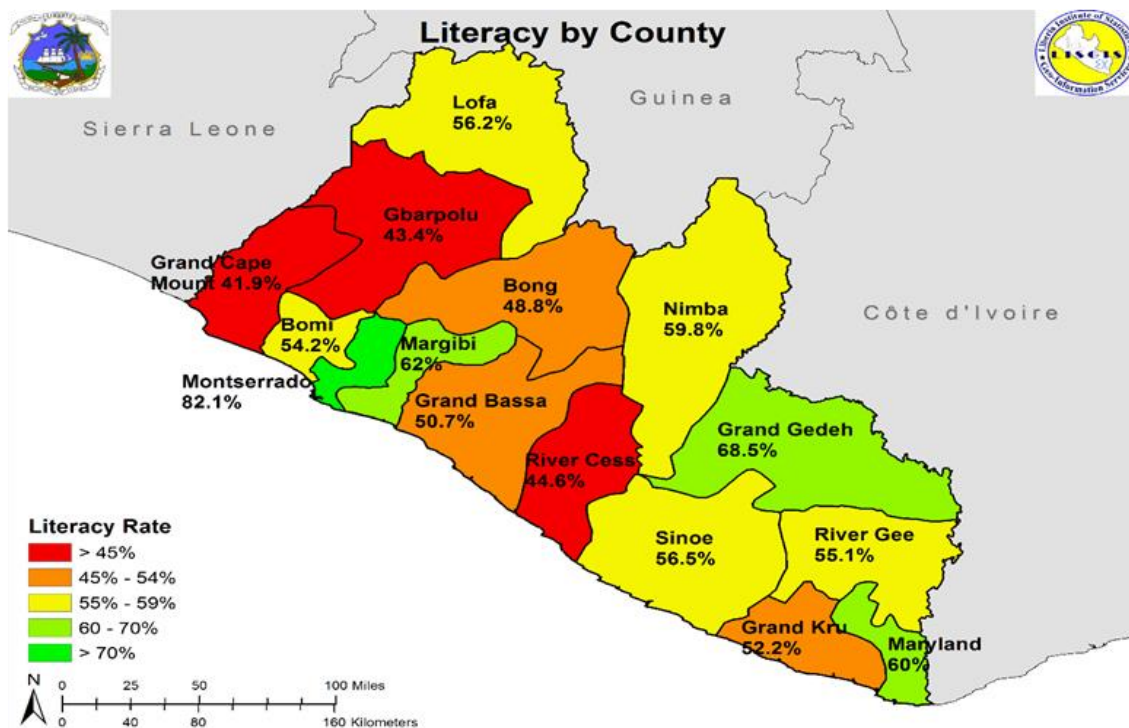 Literacy by County
Guinea
Sierra Leone
Côte d'Ivoire
Lofa
56.2%
Gbarpolu
43.4%
Grand Cape
Mount 41.9%
Bong
48.8%
Nimba
59.8%
Bomi
54.2%
Margibi
62%
Montserrado
82.1%
Grand Bassa
50.7%
Grand Gedeh
68.5%
River Cess
44.6%
Sinoe
56.5%
River Gee
55.1%
Grand Kru
52.2%
Maryland
60%
Literacy Rate
> 45%
45% - 54%
55% - 59%
60 - 70%
> 70%
N
0 25 50 100 Miles
0 40 80 160 Kilometers
LISGIS